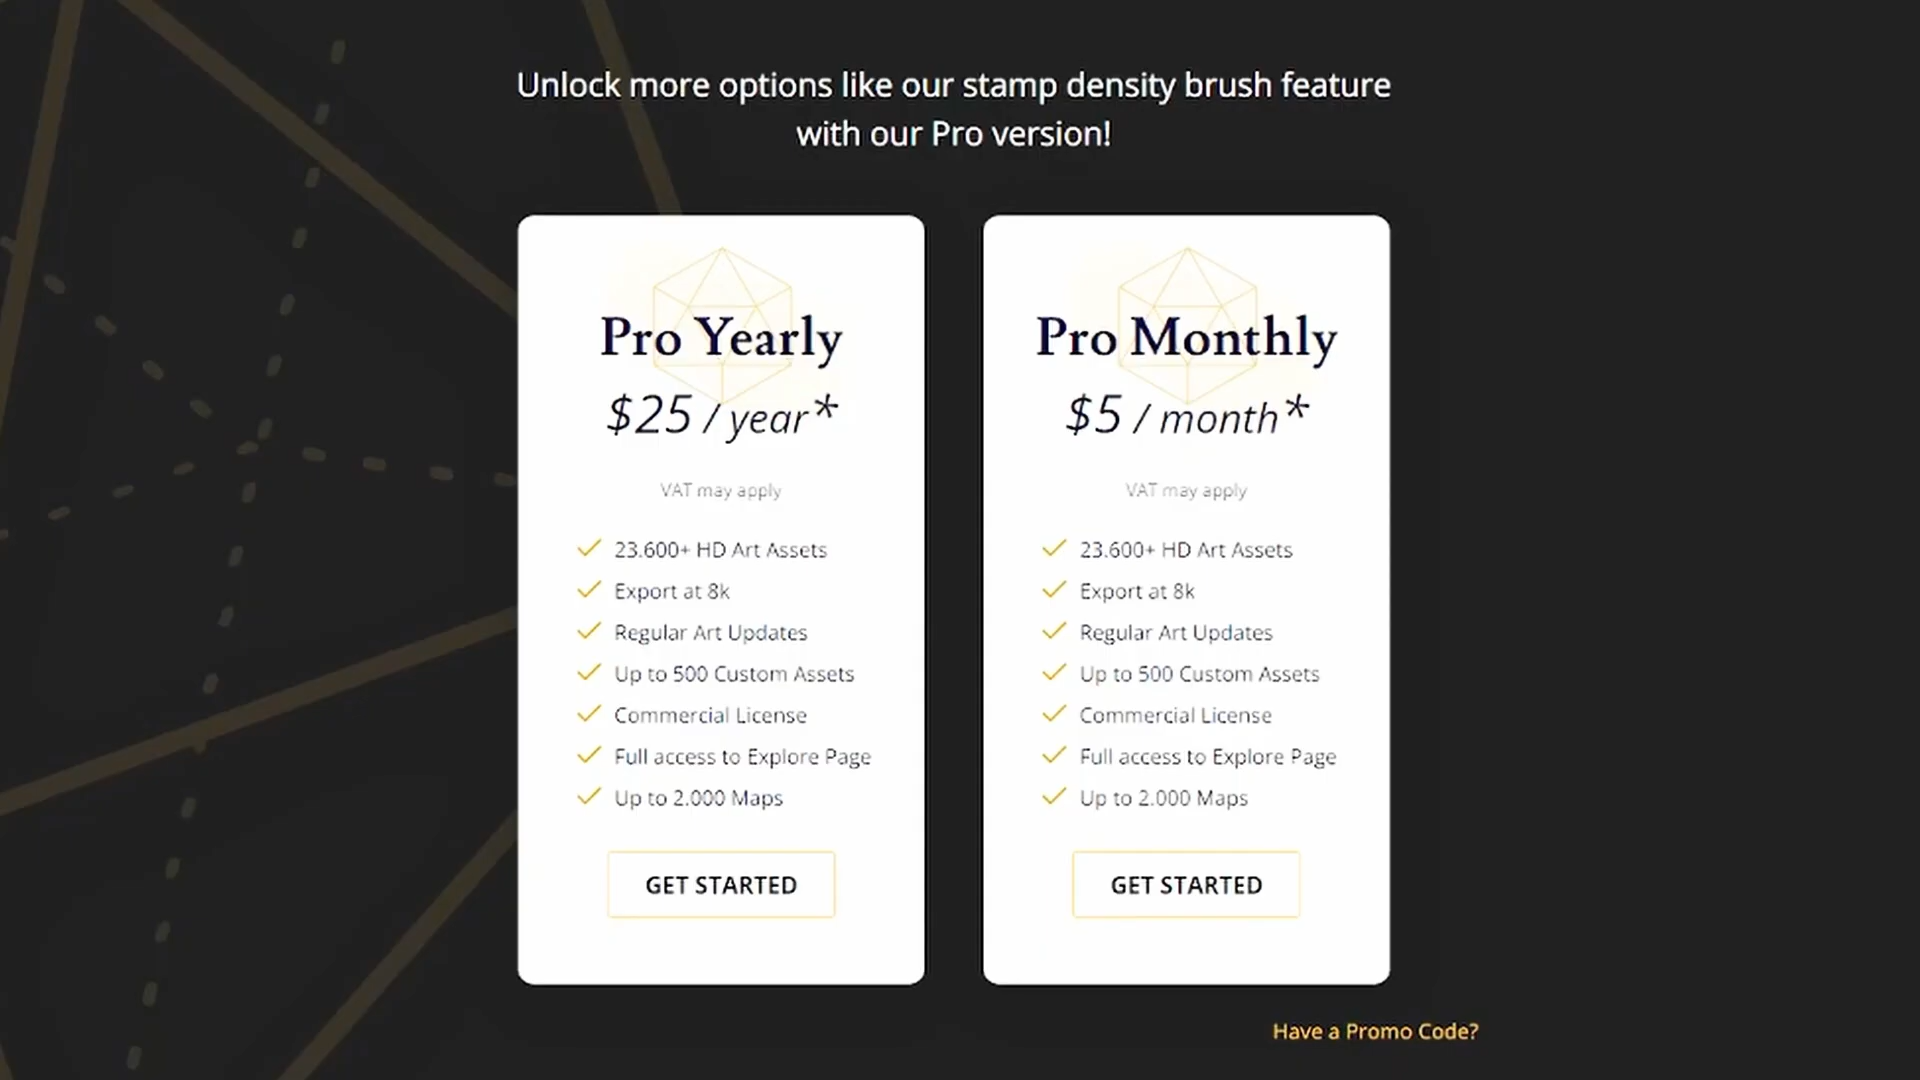 Unlock more options like our stamp density brush feature
with our Pro version!
Pro Yearly
$25 / year*
VAT may apply
23.600+ HD Art Assets
Export at 8k
Regular Art Updates
Up to 500 Custom Assets
Commercial License
Full access to Explore Page
Up to 2.000 Maps
GET STARTED
Pro Monthly
$5 / month*
VAT may apply
23.600+ HD Art Assets
Export at 8k
Regular Art Updates
Up to 500 Custom Assets
Commercial License
Full access to Explore Page
Up to 2.000 Maps
GET STARTED
Have a Promo Code?